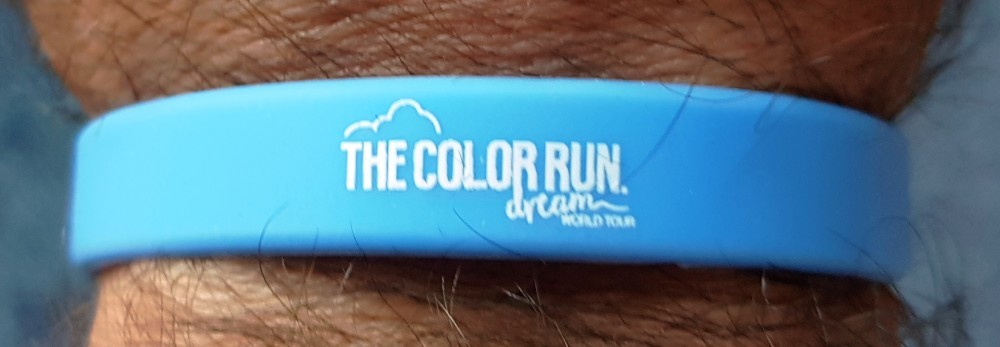 THE COLOR RUN.
dream
WORLD TOUR